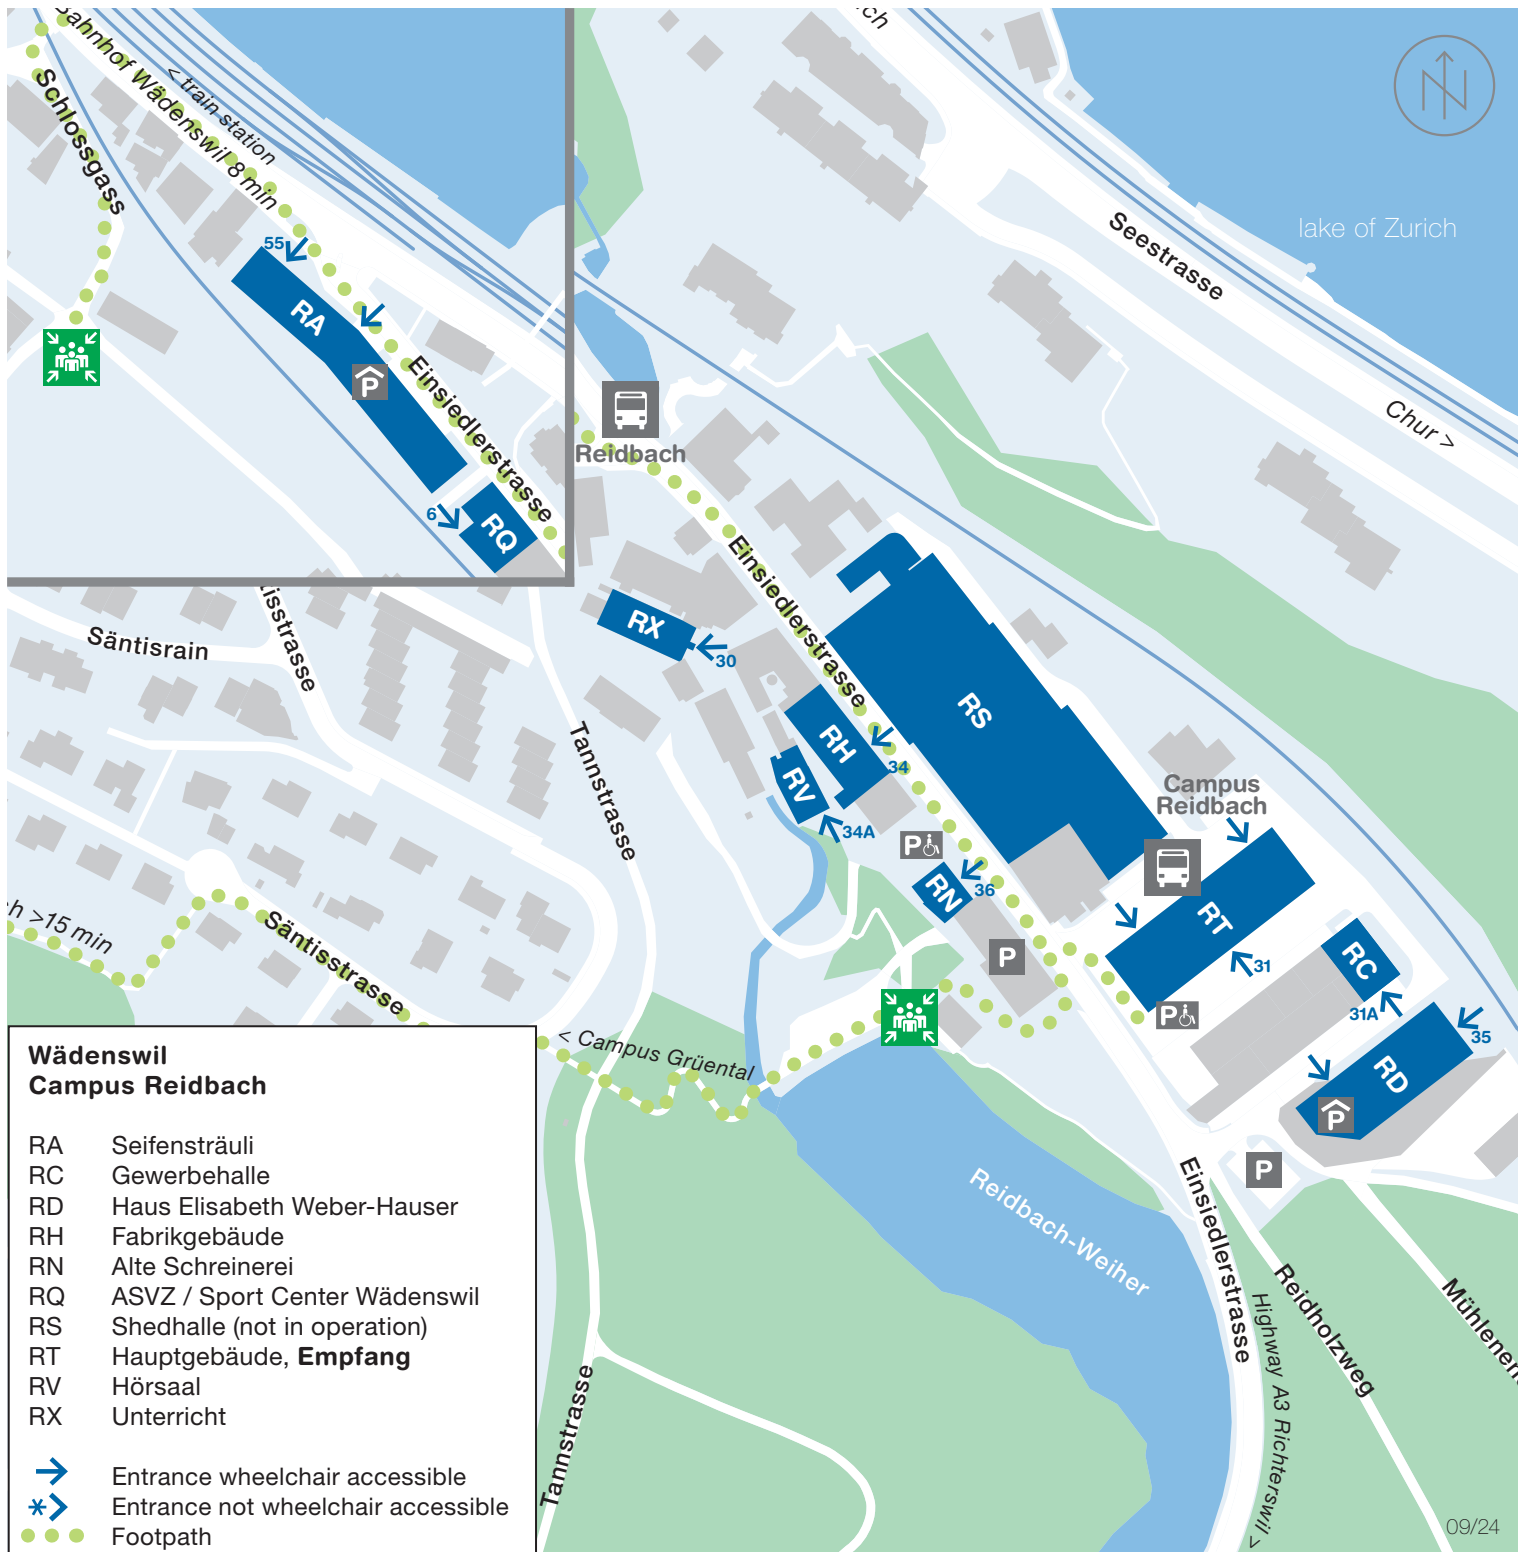 Bahnhof Wädenswil 8 min
< train station
Schlossgass
55
RA
P
Einsiedlerstrasse
6
RQ
Seestrasse
lake of Zurich
Chur >
N
Reidbach
Einsiedlerstrasse
RX
30
Säntisrain
Tannstrasse
RS
RH
34
RV
34A
Campus
Reidbach
P
36
RN
RT
31
P
P
RC
31A
35
RD
P
P
Säntisstrasse
< Campus Grüental
Reidbach-Weiher
Einsiedlerstrasse
Reidholzweg
Highway A3 Richterswil >
Tannstrasse
Wädenswil
Campus Reidbach
RA Seifensträuli
RC Gewerbehalle
RD Haus Elisabeth Weber-Hauser
RH Fabrikgebäude
RN Alte Schreinerei
RQ ASVZ / Sport Center Wädenswil
RS Shedhalle (not in operation)
RT Hauptgebäude, Empfang
RV Hörsaal
RX Unterricht
Entrance wheelchair accessible
Entrance not wheelchair accessible
Footpath
09/24